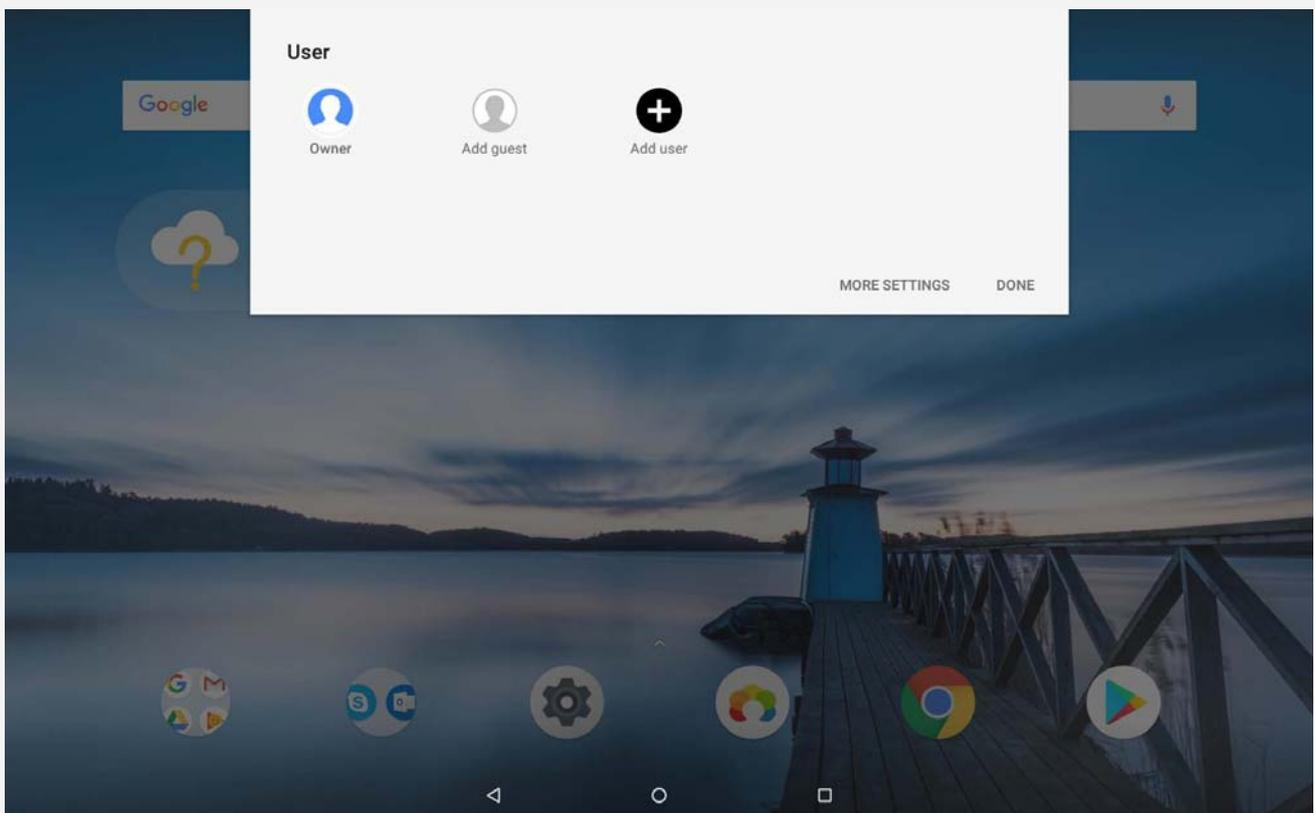 User
Google
Owner
Add guest
Add user
MORE SETTINGS
DONE